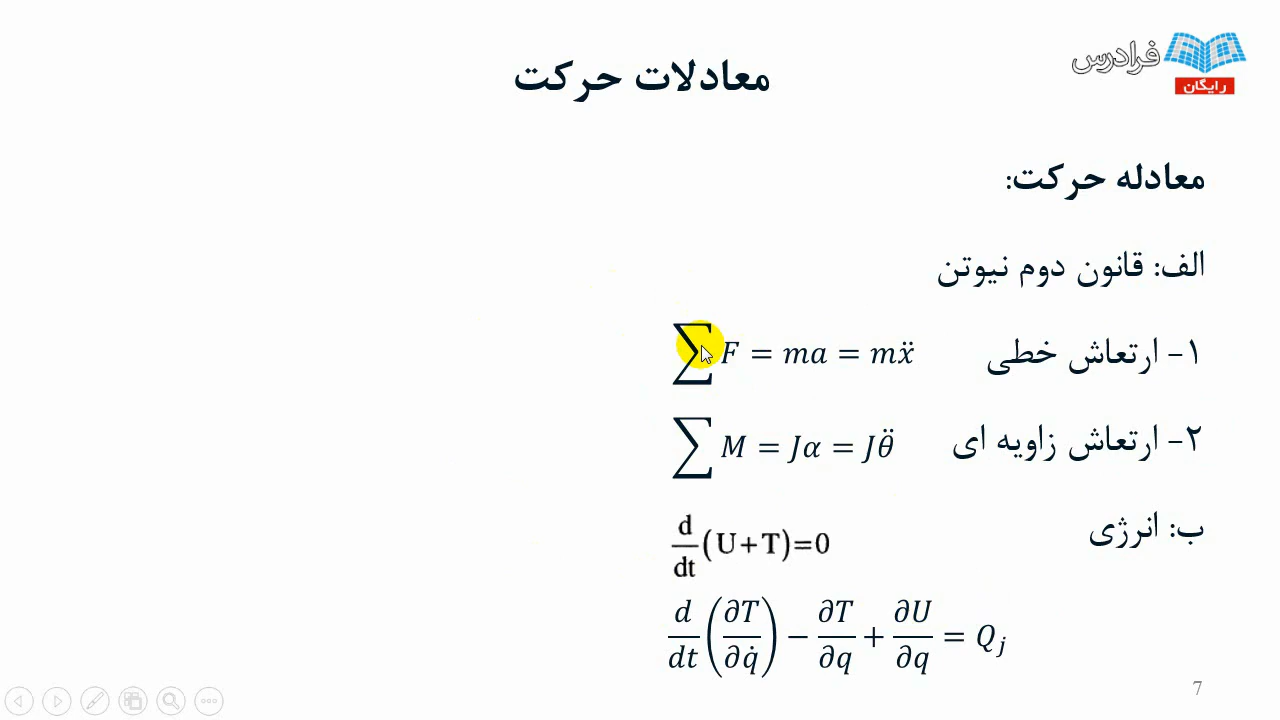 فرادرس
رایگان
معادلات حرکت
معادله حرکت:
الف: قانون دوم نیوتن
۱- ارتعاش خطی ∑ F = ma = mẍ
۲- ارتعاش زاویه ای ∑ M = Jα = Jθ̈
ب: انرژی
d/dt (U+T)=0
d/dt (∂T/∂q̇) − ∂T/∂q + ∂U/∂q = Qⱼ
7